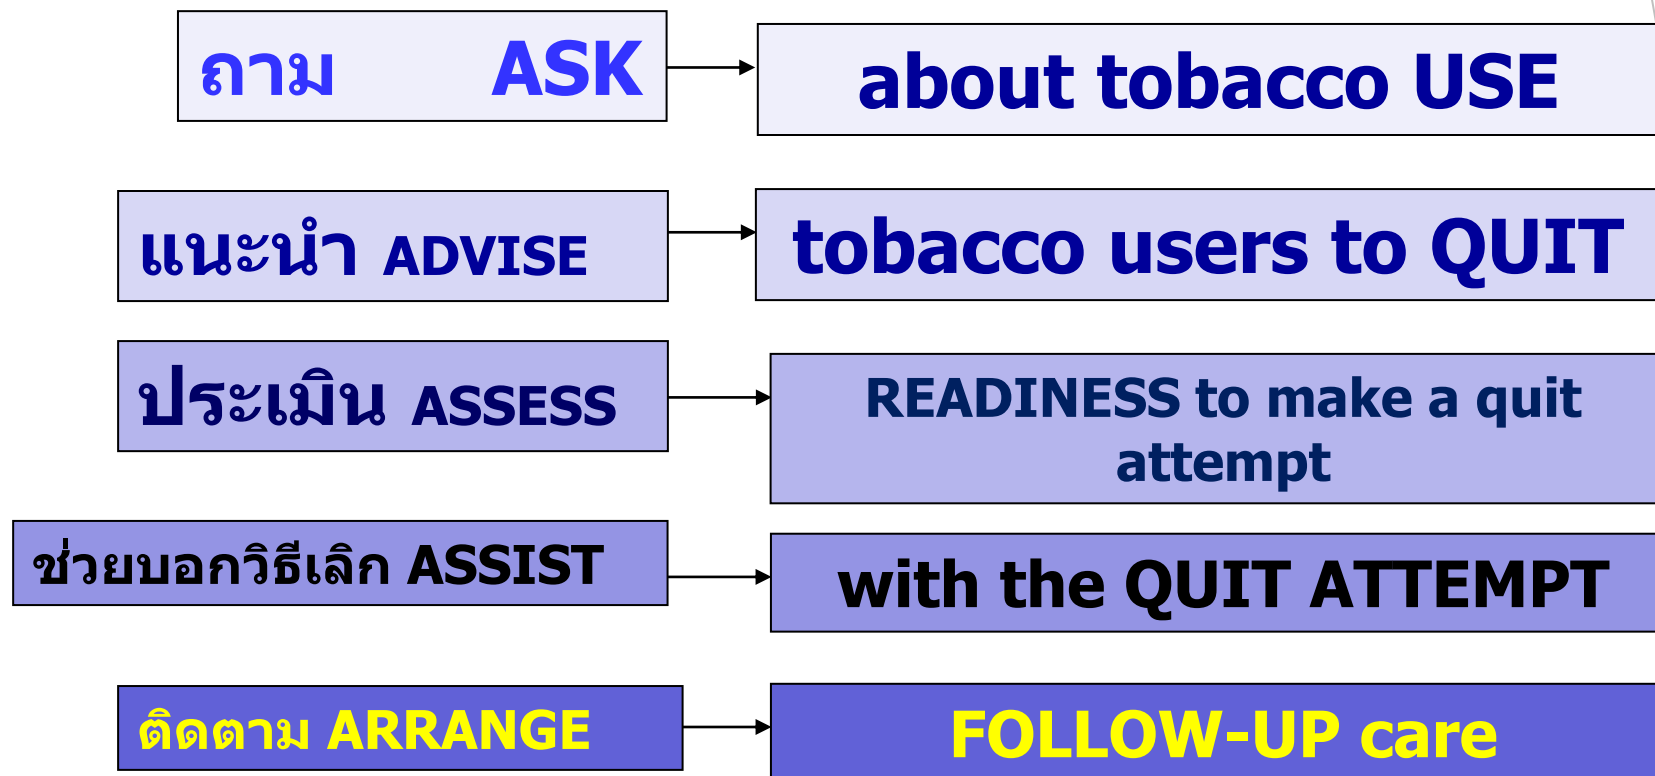 ถาม ASK
about tobacco USE
แนะนำ ADVISE
tobacco users to QUIT
ประเมิน ASSESS
READINESS to make a quit
attempt
ช่วยบอกวิธีเลิก ASSIST
with the QUIT ATTEMPT
ติดตาม ARRANGE
FOLLOW-UP care